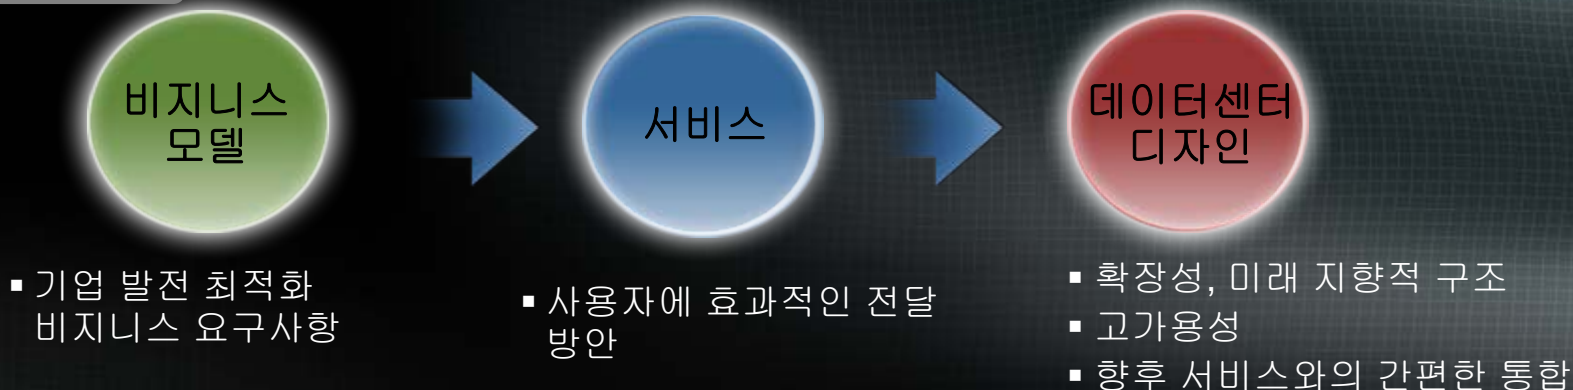 비지니스
모델
서비스
데이터센터
디자인
▪ 기업 발전 최적화
비지니스 요구사항
▪ 사용자에 효과적인 전달
방안
▪ 확장성, 미래 지향적 구조
▪ 고가용성
▪ 향후 서비스와의 간편한 통합